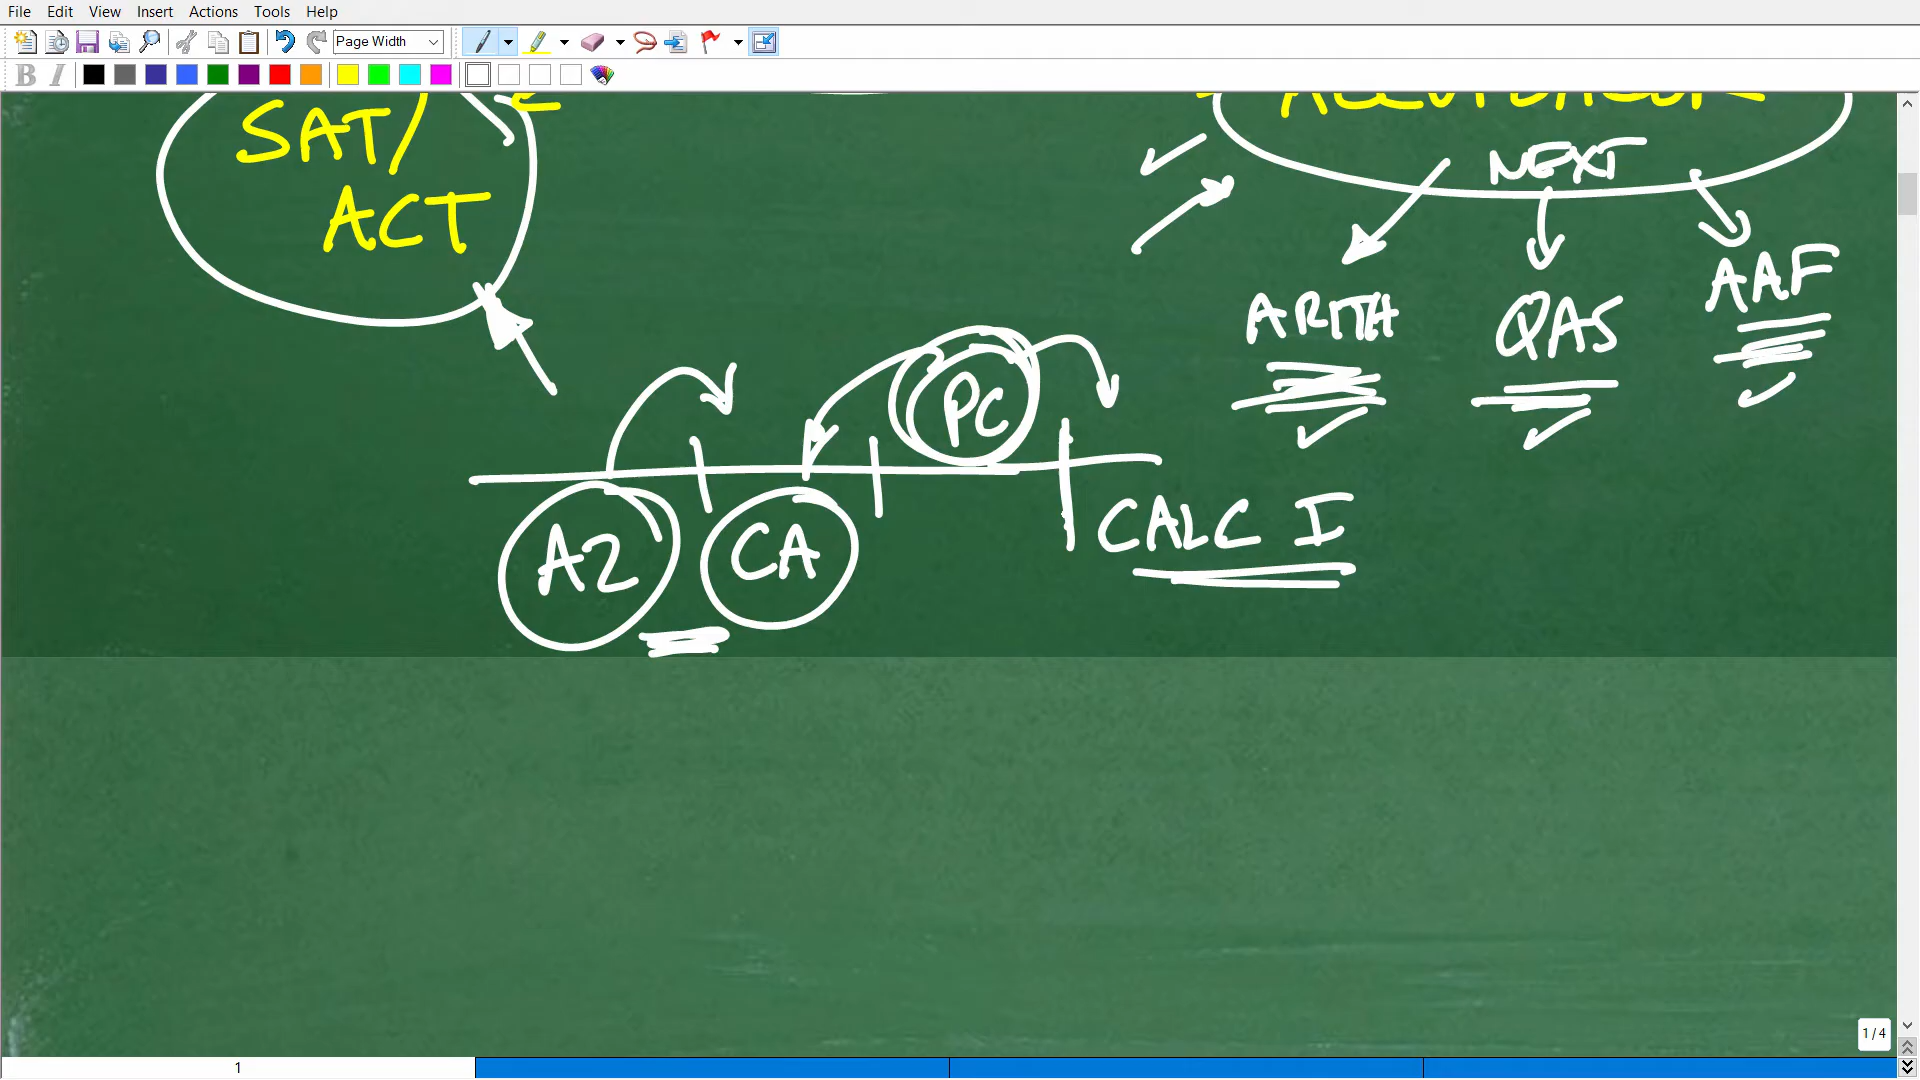 File Edit View Insert Actions Tools Help
Page Width
B I
SAT/
ACT
NEXT
ARITH
QAS
AAF
PC
A2
CA
CALC I
1 / 4
1